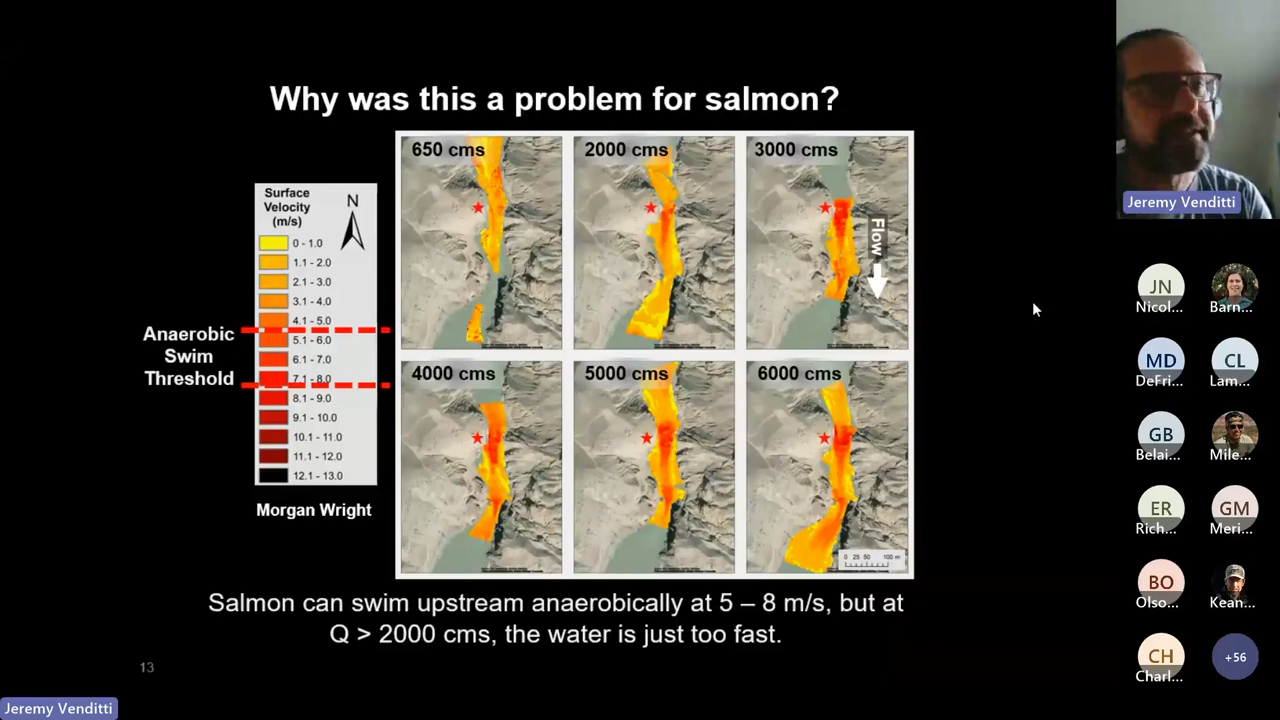 Why was this a problem for salmon?
Surface
Velocity
(m/s)
N
0 - 1.0
1.1 - 2.0
2.1 - 3.0
3.1 - 4.0
4.1 - 5.0
5.1 - 6.0
6.1 - 7.0
7.1 - 8.0
8.1 - 9.0
9.1 - 10.0
10.1 - 11.0
11.1 - 12.0
12.1 - 13.0
Anaerobic
Swim
Threshold
Morgan Wright
650 cms
2000 cms
3000 cms
Flow
4000 cms
5000 cms
6000 cms
0 25 50 100 m
Salmon can swim upstream anaerobically at 5 – 8 m/s, but at
Q > 2000 cms, the water is just too fast.
13
Jeremy Venditti
Jeremy Venditti
JN
Nicol...
Barn...
MD
DeFri...
CL
Lam...
GB
Belai...
Mile...
ER
Rich...
GM
Meri...
BO
Olso...
Kean...
CH
Charl...
+56